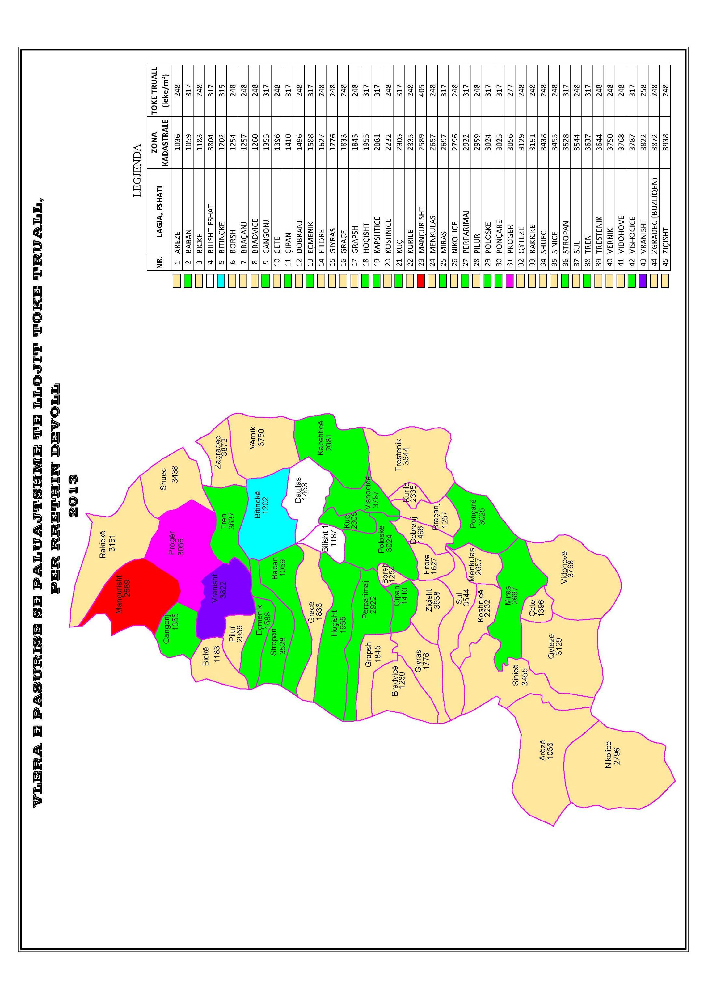 VLERA E PASURISE SE PALUAJTSHME TE LLOJIT TOKE TRUALL,
PER RRETHIN DEVOLL
2013
LEGJENDA
NR. LAGJA, FSHATI ZONA KADASTRALE TOKE TRUALL (leke/m²)
1 AREZE 1036 248
2 BABAN 1059 317
3 BICKE 1183 248
4 BILISHT FSHAT 3804 317
5 BITINCKE 1202 315
6 BORSH 1254 248
7 BRAÇANJ 1257 248
8 BRADVICE 1260 248
9 CANGONJ 1355 317
10 ÇETE 1396 248
11 ÇIPAN 1410 317
12 DOBRANJ 1496 248
13 EÇMENIK 1588 317
14 FITORE 1627 248
15 GJYRAS 1776 248
16 GRACE 1833 248
17 GRAPSH 1845 248
18 HOÇISHT 1955 317
19 KAPSHTICE 2081 317
20 KOSHNICE 2232 248
21 KUÇ 2305 317
22 KURILE 2335 248
23 MANÇURISHT 2589 405
24 MENKULAS 2657 248
25 MIRAS 2697 317
26 NIKOLICE 2796 248
27 PERPARIMAJ 2922 317
28 PILUR 2959 248
29 POLOSKE 3024 317
30 PONÇARE 3025 317
31 PROGER 3056 277
32 QYTEZE 3129 248
33 RAKICKE 3151 248
34 SHUEC 3438 248
35 SINICE 3455 248
36 STROPAN 3528 317
37 SUL 3544 248
38 TREN 3637 317
39 TRESTENIK 3644 248
40 VERNIK 3750 248
41 VIDOHOVE 3768 248
42 VISHOCICE 3787 317
43 VRANISHT 3822 258
44 ZGRADEC (BUZLIQEN) 3872 248
45 ZIÇISHT 3938 248
Rakickë
3151
Shuec
3438
Mançurisht
2589
Progër
3056
Zagradec
3872
Vernik
3750
Cangonj
1355
Tren
3637
Vranisht
3822
Bitinckë
1202
Bickë
1183
Pilur
2959
Eçmenik
1588
Stropan
3528
Baban
1059
Daullas
1453
Kapshticë
2081
Gracë
1833
Bilisht 1
1187
Hoçisht
1955
Kuç
2305
Vishocicë
3787
Përparimaj
2922
Poloskë
3024
Trestenik
3644
Grapsh
1845
Borsh
1254
Çipan
1410
Kurilë
2335
Dobranj
1496
Bradvicë
1260
Gjyras
1776
Fitore
1627
Braçanj
1257
Ziçisht
3938
Sul
3544
Menkulas
2657
Ponçarë
3025
Koshnicë
2232
Miras
2697
Sinicë
3455
Çete
1396
Qytezë
3129
Vidohovë
3768
Arëzë
1036
Nikolicë
2796